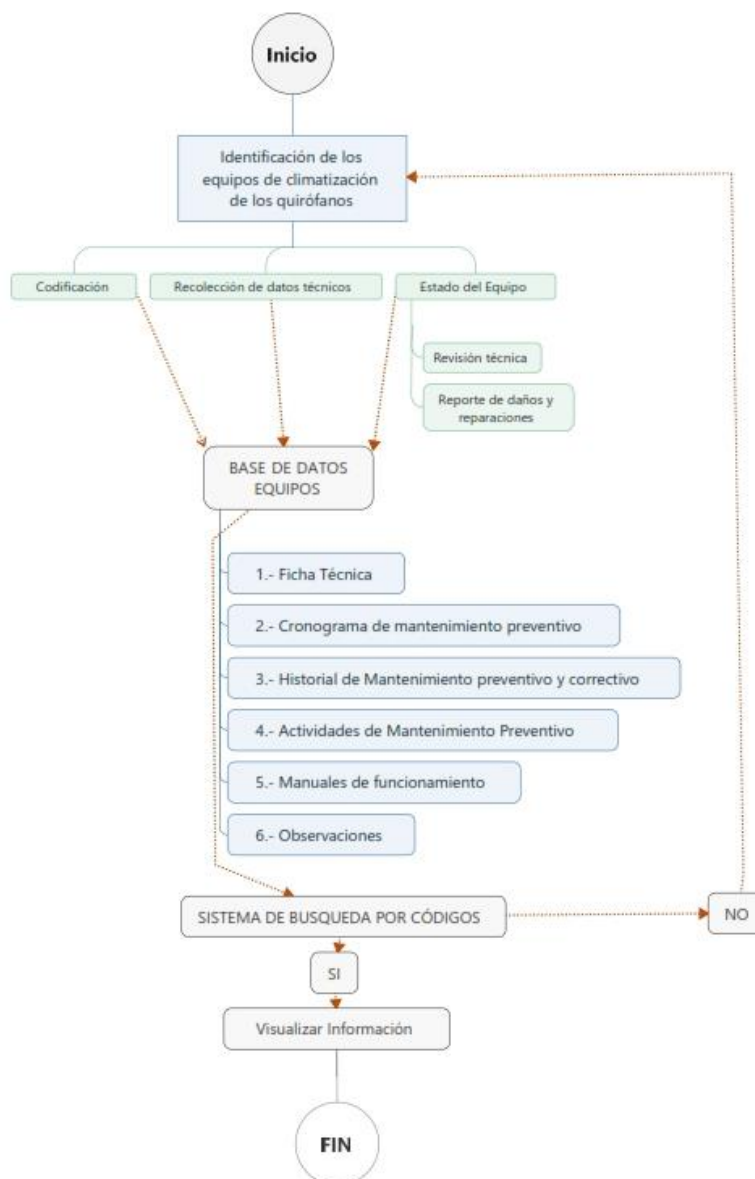 Inicio
Identificación de los
equipos de climatización
de los quirófanos
Codificación
Recolección de datos técnicos
Estado del Equipo
Revisión técnica
Reporte de daños y
reparaciones
BASE DE DATOS
EQUIPOS
1.- Ficha Técnica
2.- Cronograma de mantenimiento preventivo
3.- Historial de Mantenimiento preventivo y correctivo
4.- Actividades de Mantenimiento Preventivo
5.- Manuales de funcionamiento
6.- Observaciones
SISTEMA DE BUSQUEDA POR CÓDIGOS
NO
SI
Visualizar Información
FIN